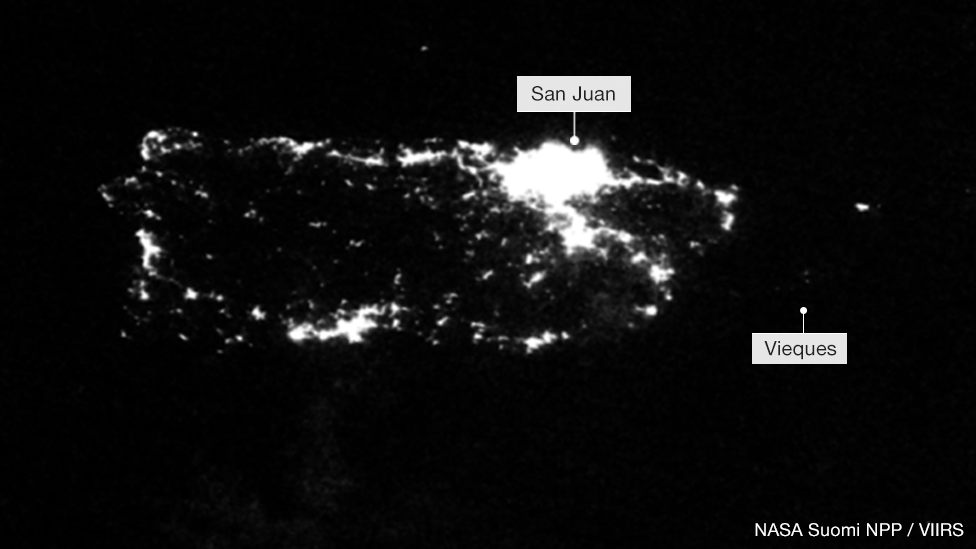 San Juan
Vieques
NASA Suomi NPP / VIIRS